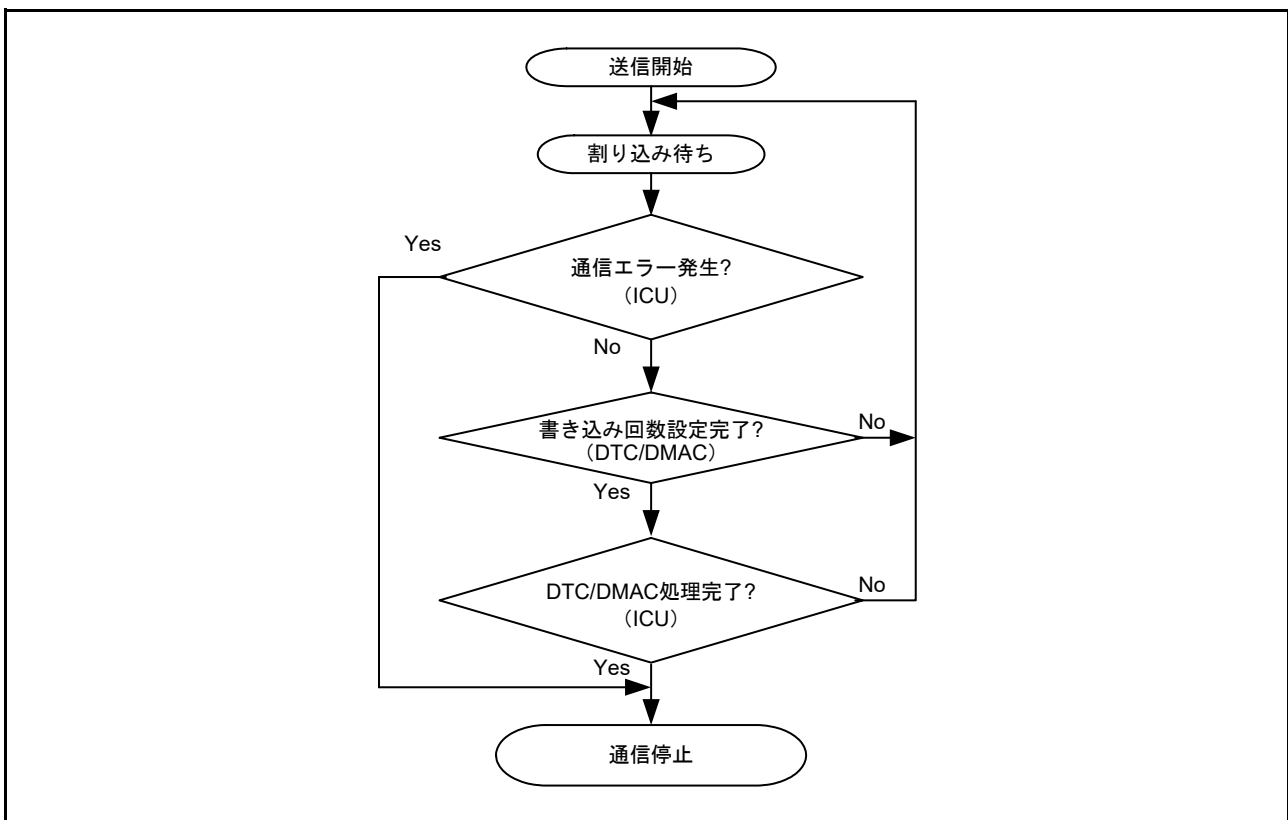 送信開始
割り込み待ち
Yes
通信エラー発生?
（ICU）
No
書き込み回数設定完了?
（DTC/DMAC）
No
Yes
DTC/DMAC処理完了?
（ICU）
No
Yes
通信停止